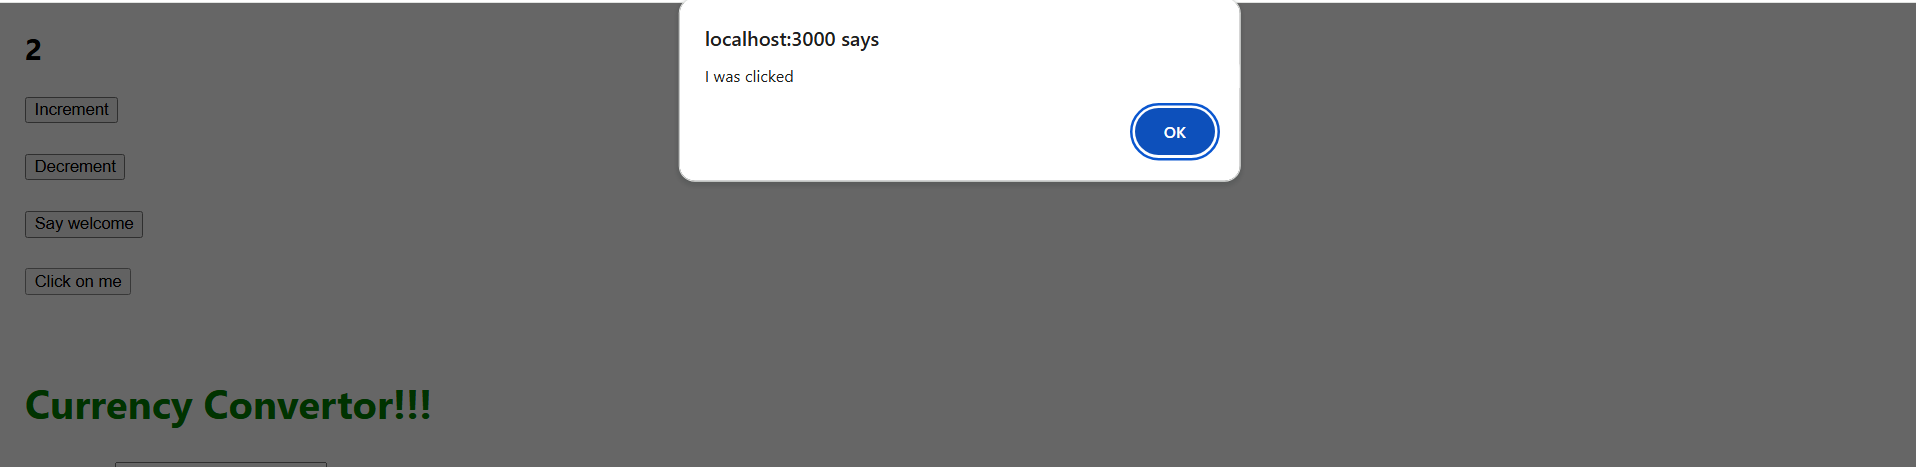 localhost:3000 says
I was clicked
OK
2
Increment
Decrement
Say welcome
Click on me
Currency Convertor!!!